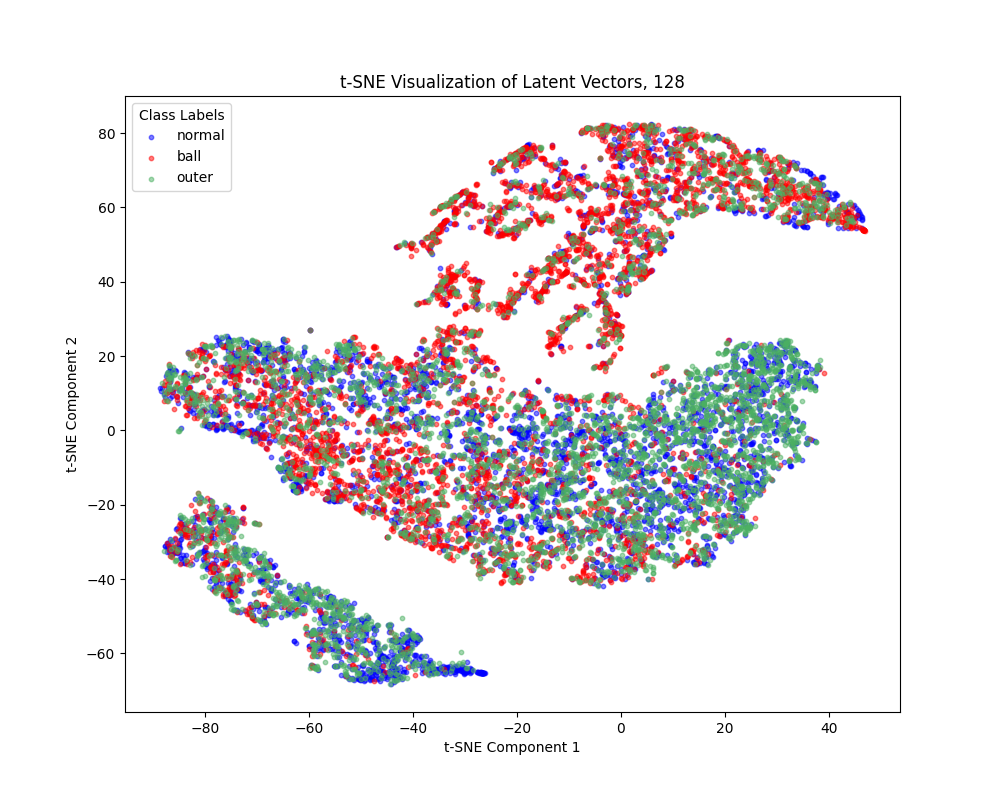 t-SNE Visualization of Latent Vectors, 128
Class Labels
normal
ball
outer
80
60
40
20
0
−20
−40
−60
t-SNE Component 2
−80 −60 −40 −20 0 20 40
t-SNE Component 1